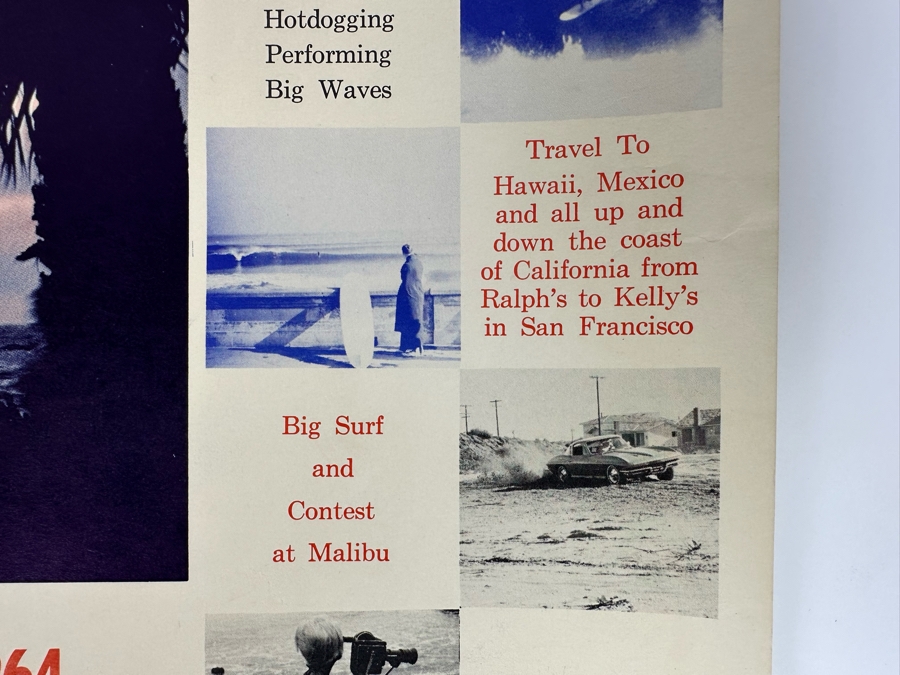 Hotdogging
Performing
Big Waves
Travel To
Hawaii, Mexico
and all up and
down the coast
of California from
Ralph's to Kelly's
in San Francisco
Big Surf
and
Contest
at Malibu
64